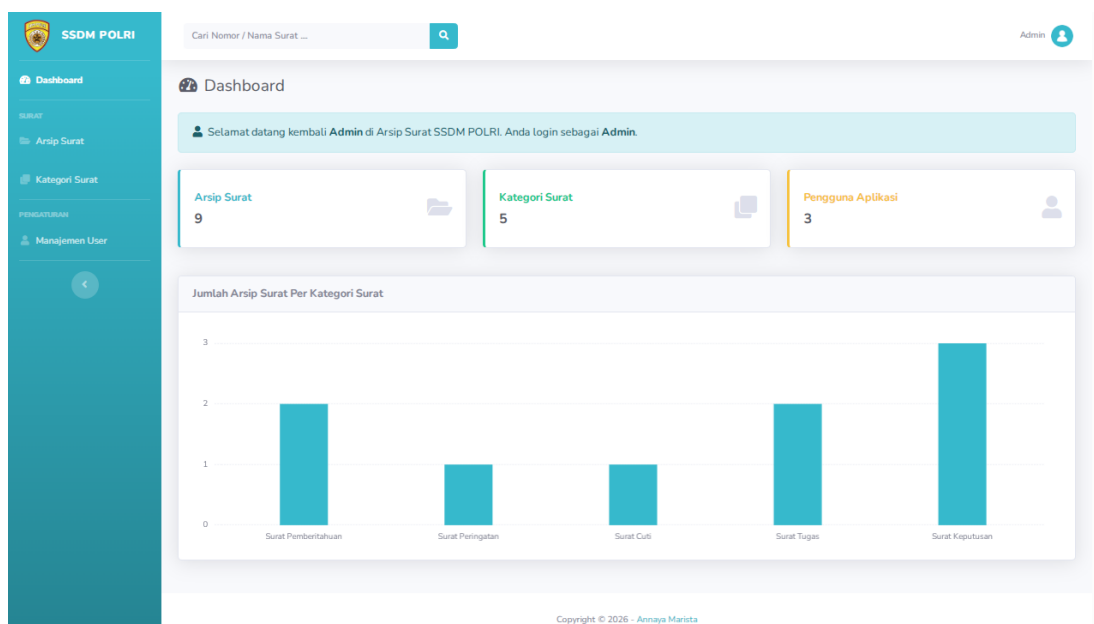 SSDM POLRI
Cari Nomor / Nama Surat ...
Admin
Dashboard
SURAT
Arsip Surat
Kategori Surat
PENGATURAN
Manajemen User
Dashboard
Selamat datang kembali Admin di Arsip Surat SSDM POLRI. Anda login sebagai Admin.
Arsip Surat
9
Kategori Surat
5
Pengguna Aplikasi
3
Jumlah Arsip Surat Per Kategori Surat
3
2
1
0
Surat Pemberitahuan
Surat Peringatan
Surat Cuti
Surat Tugas
Surat Keputusan
Copyright © 2026 - Annaya Marista